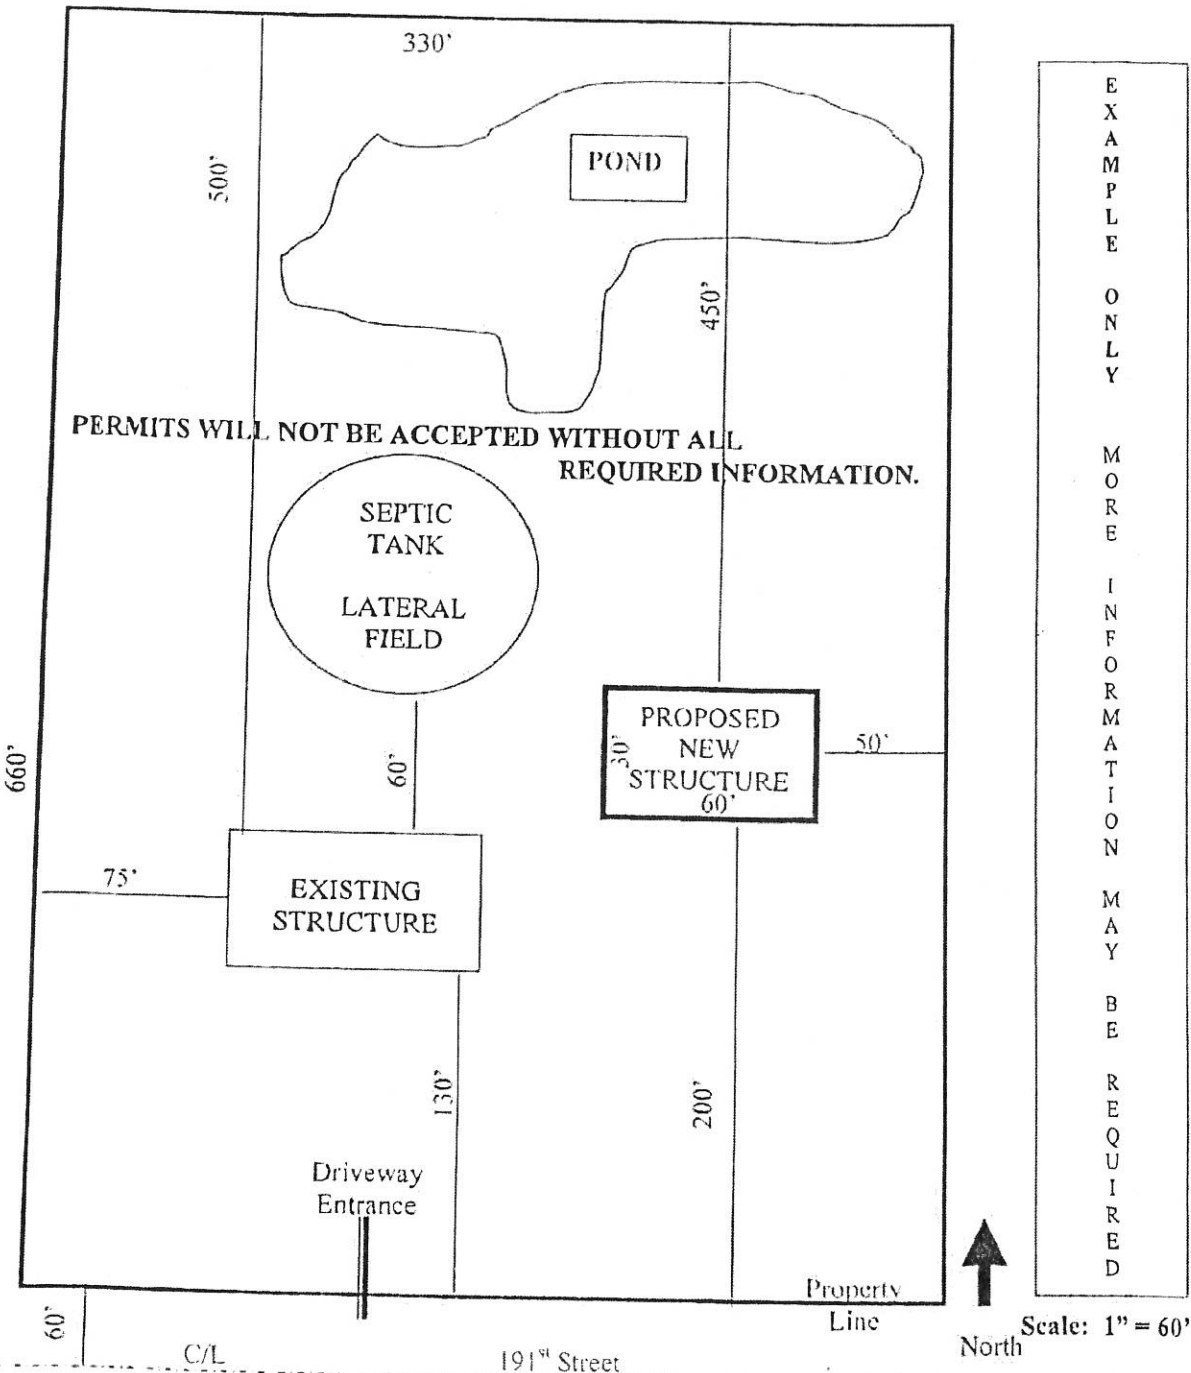 330'
500'
POND
450'
PERMITS WILL NOT BE ACCEPTED WITHOUT ALL
REQUIRED INFORMATION.
SEPTIC
TANK
LATERAL
FIELD
660'
60'
PROPOSED
NEW
STRUCTURE
30'
60'
50'
75'
EXISTING
STRUCTURE
130'
200'
Driveway
Entrance
Property
Line
60'
C/L
191st Street
North
Scale: 1" = 60'
EXAMPLE ONLY MORE INFORMATION MAY BE REQUIRED